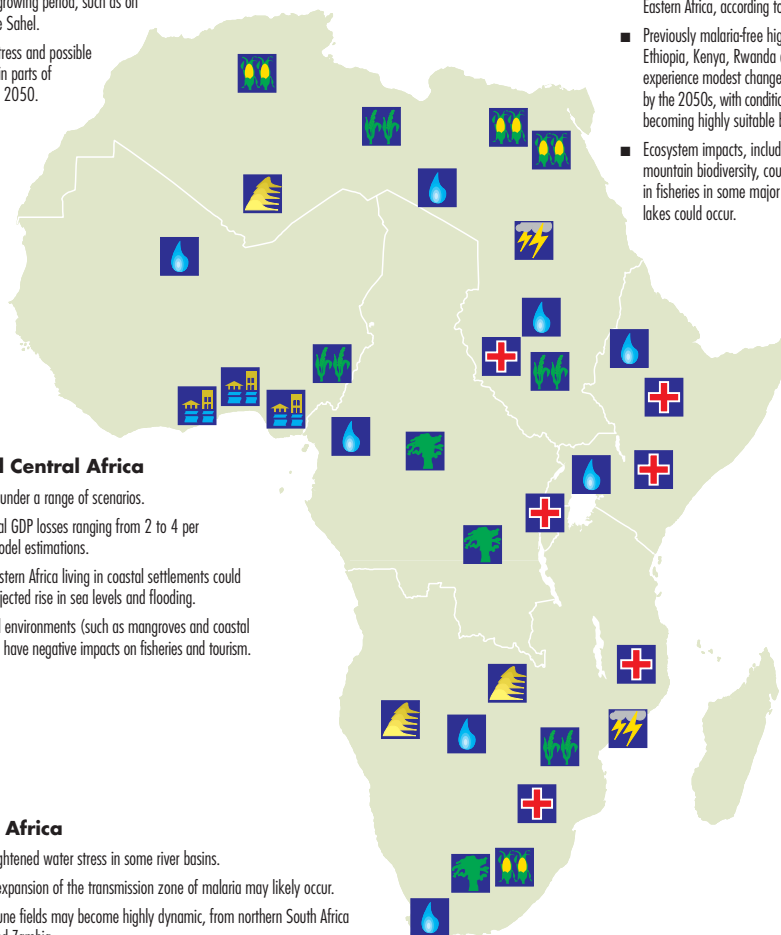 growing period, such as on
e Sahel.
tress and possible
in parts of
2050.
Eastern Africa, according to
■ Previously malaria-free hig
Ethiopia, Kenya, Rwanda
experience modest change
by the 2050s, with conditio
becoming highly suitable b
■ Ecosystem impacts, includ
mountain biodiversity, cou
in fisheries in some major
lakes could occur.
l Central Africa
under a range of scenarios.
al GDP losses ranging from 2 to 4 per
odel estimations.
stern Africa living in coastal settlements could
jected rise in sea levels and flooding.
l environments (such as mangroves and coastal
have negative impacts on fisheries and tourism.
Africa
ghtened water stress in some river basins.
expansion of the transmission zone of malaria may likely occur.
une fields may become highly dynamic, from northern South Africa
d Zambia